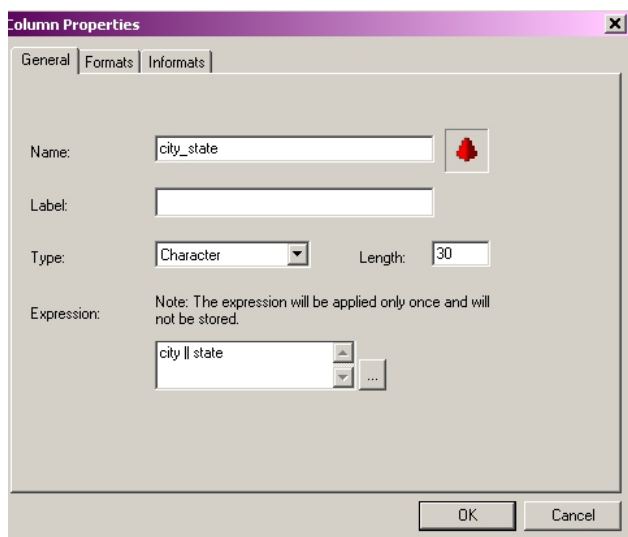 Column Properties
General Formats Informats
Name: city_state
Label:
Type: Character Length: 30
Note: The expression will be applied only once and will
Expression: not be stored.
city || state
...
OK Cancel